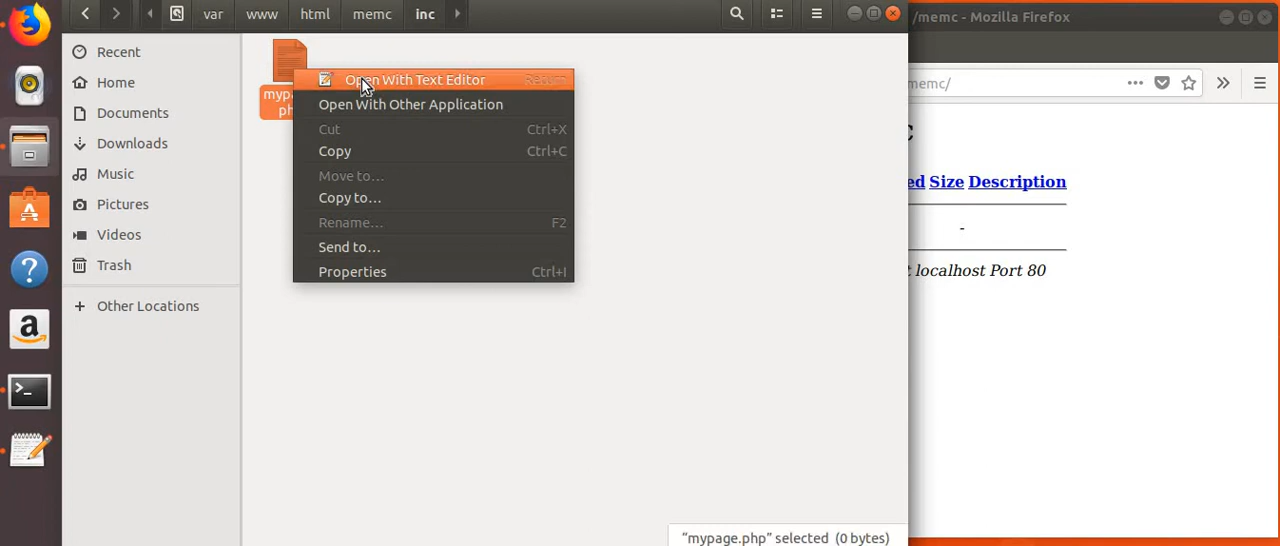 var www html memc inc
/memc - Mozilla Firefox
Recent
Home
Documents
Downloads
Music
Pictures
Videos
Trash
Other Locations
Open With Text Editor Return
Open With Other Application
Cut Ctrl+X
Copy Ctrl+C
Move to…
Copy to…
Rename… F2
Send to…
Properties Ctrl+I
memc/
Size Description
-
localhost Port 80
"mypage.php" selected (0 bytes)